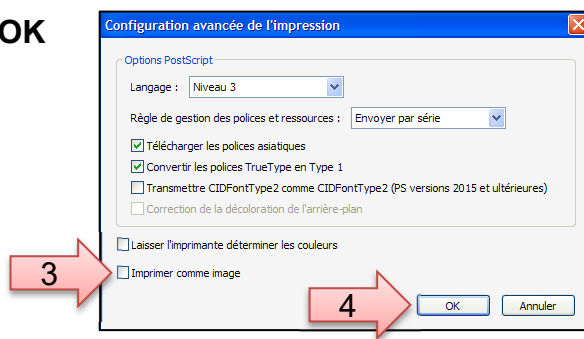 OK
Configuration avancée de l'impression
Options PostScript
Langage : Niveau 3
Règle de gestion des polices et ressources : Envoyer par série
Télécharger les polices asiatiques
Convertir les polices TrueType en Type 1
Transmettre CIDFontType2 comme CIDFontType2 (PS versions 2015 et ultérieures)
Correction de la décoloration de l'arrière-plan
Laisser l'imprimante déterminer les couleurs
3 Imprimer comme image
4 OK Annuler